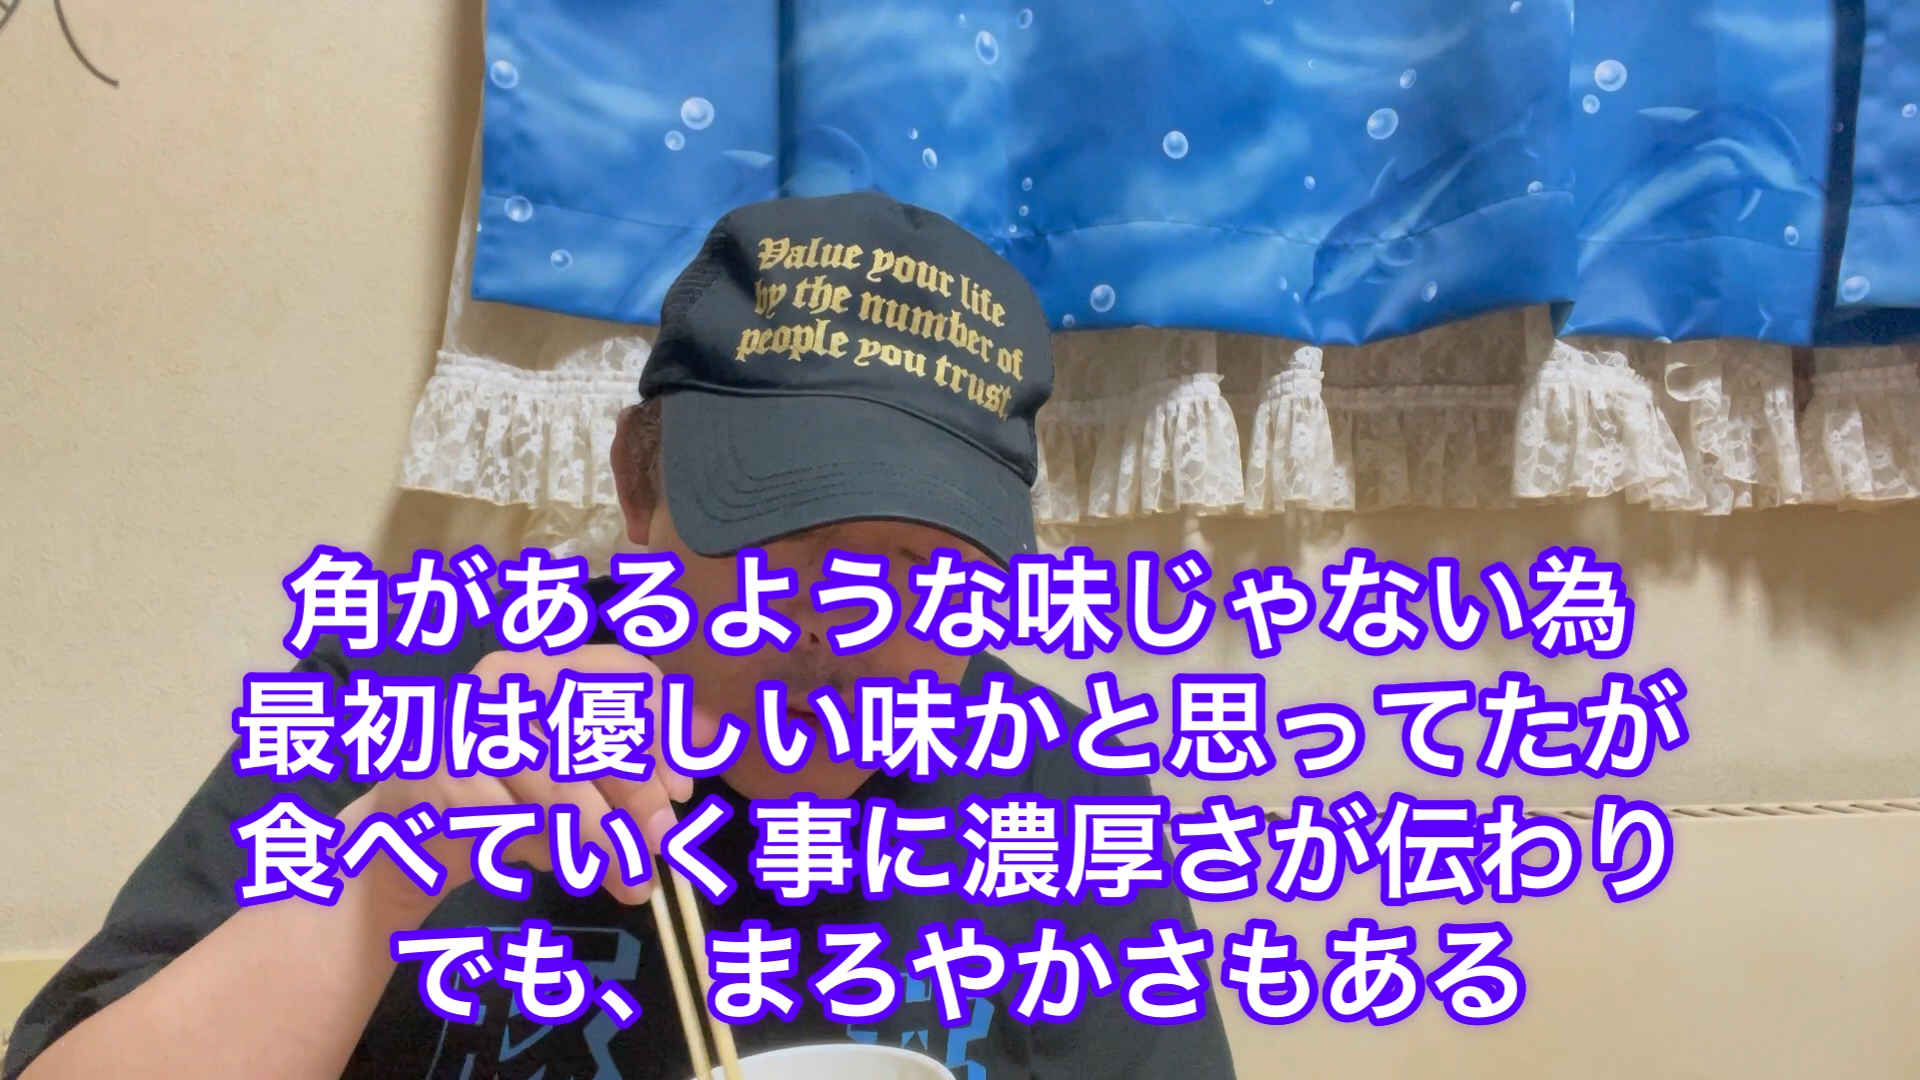 Value your life
by the number of
people you trust.
角があるような味じゃない為
最初は優しい味かと思ってたが
食べていく事に濃厚さが伝わり
でも、まろやかさもある